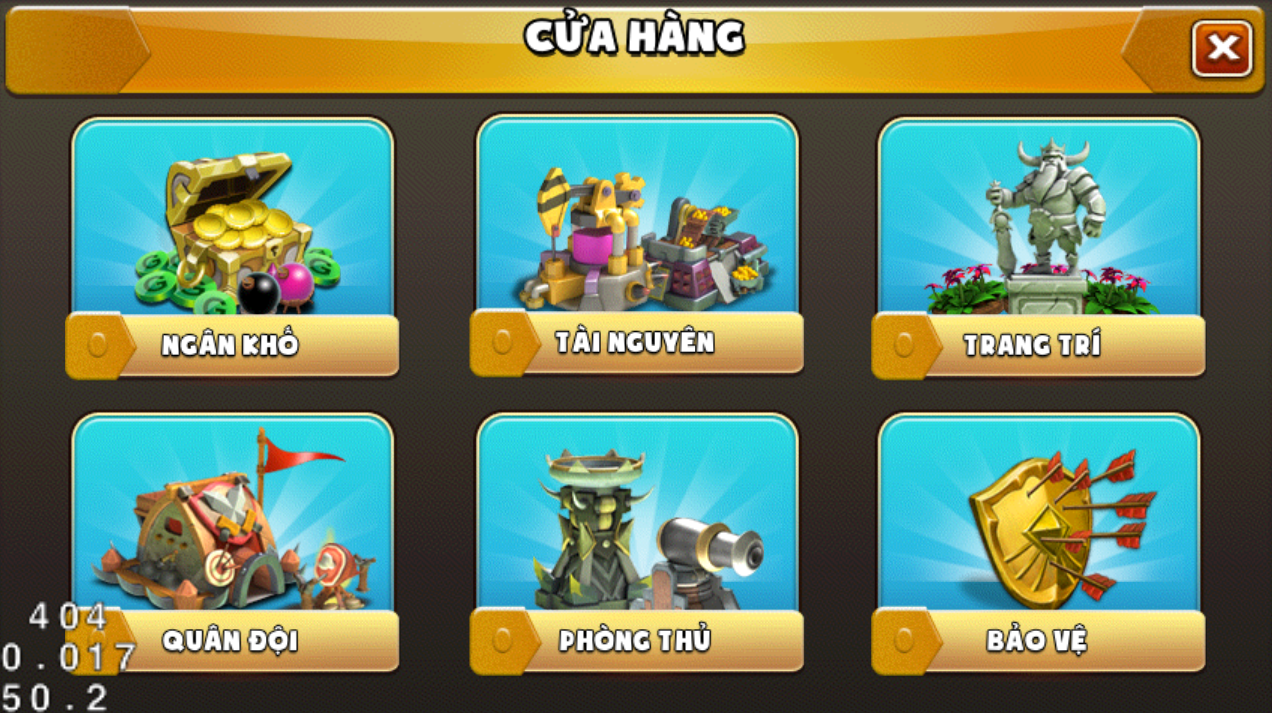 CỬA HÀNG
NGÂN KHỐ
TÀI NGUYÊN
TRANG TRÍ
QUÂN ĐỘI
PHÒNG THỦ
BẢO VỆ
404
0.017
50.2